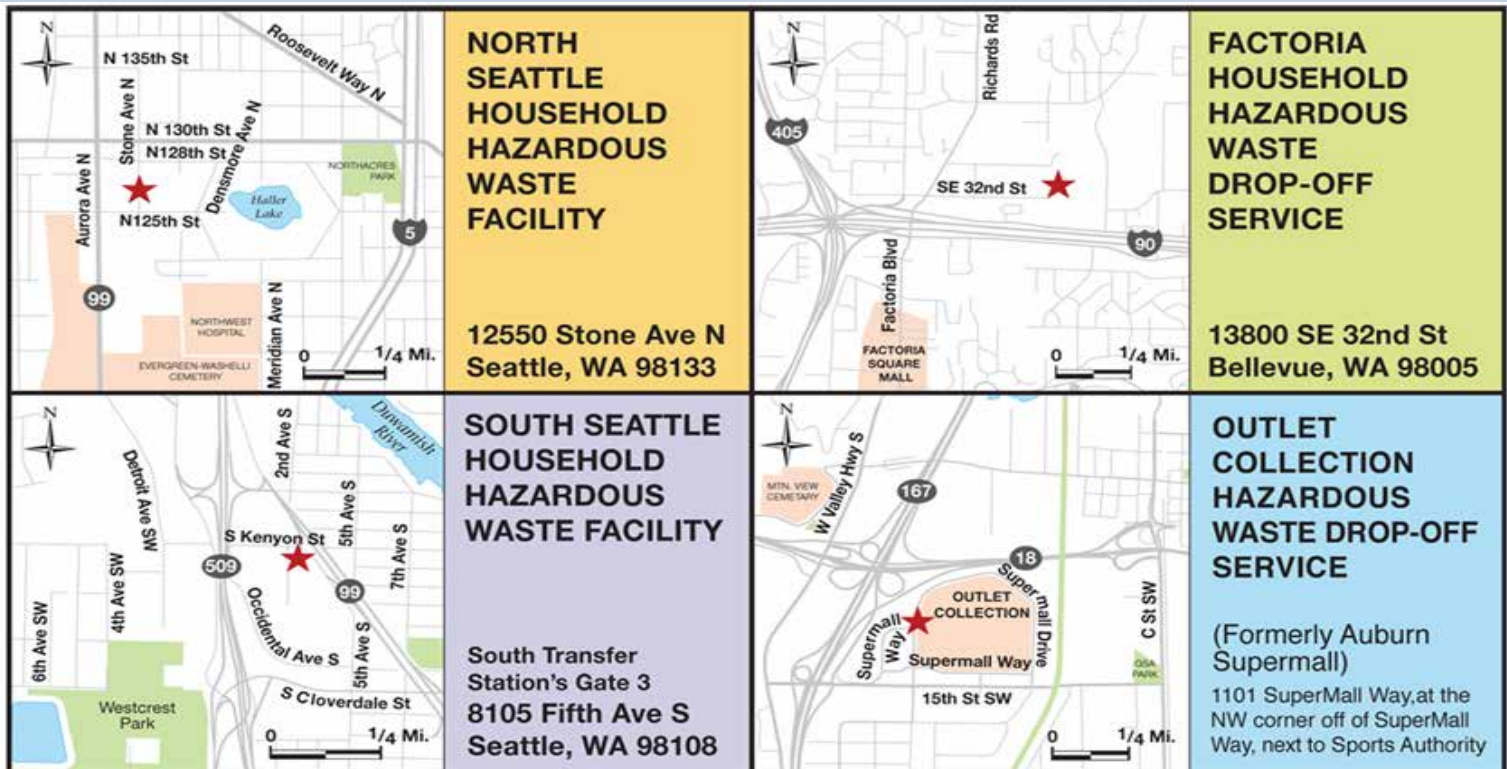 N
N 135th St
Roosevelt Way N
Stone Ave N
N 130th St
N128th St
Densmore Ave N
NORTHACRES
PARK
Aurora Ave N
Haller
Lake
N125th St
5
99
NORTHWEST
HOSPITAL
Meridian Ave N
EVERGREEN-WASHELLI
CEMETERY
0 1/4 Mi.
NORTH
SEATTLE
HOUSEHOLD
HAZARDOUS
WASTE
FACILITY
12550 Stone Ave N
Seattle, WA 98133
N
Richards Rd
405
SE 32nd St
90
Factoria Blvd
FACTORIA
SQUARE
MALL
0 1/4 Mi.
FACTORIA
HOUSEHOLD
HAZARDOUS
WASTE
DROP-OFF
SERVICE
13800 SE 32nd St
Bellevue, WA 98005
N
Duwamish
River
2nd Ave S
Detroit Ave SW
5th Ave S
S Kenyon St
7th Ave S
509
99
4th Ave SW
Occidental Ave S
6th Ave SW
5th Ave S
S Cloverdale St
Westcrest
Park
0 1/4 Mi.
SOUTH SEATTLE
HOUSEHOLD
HAZARDOUS
WASTE FACILITY
South Transfer
Station's Gate 3
8105 Fifth Ave S
Seattle, WA 98108
N
W Valley Hwy S
MTN. VIEW
CEMETARY
167
18
Supermall Drive
OUTLET
COLLECTION
C St SW
Supermall
Way
Supermall Way
GSA
PARK
15th St SW
0 1/4 Mi.
OUTLET
COLLECTION
HAZARDOUS
WASTE DROP-OFF
SERVICE
(Formerly Auburn
Supermall)
1101 SuperMall Way,at the
NW corner off of SuperMall
Way, next to Sports Authority